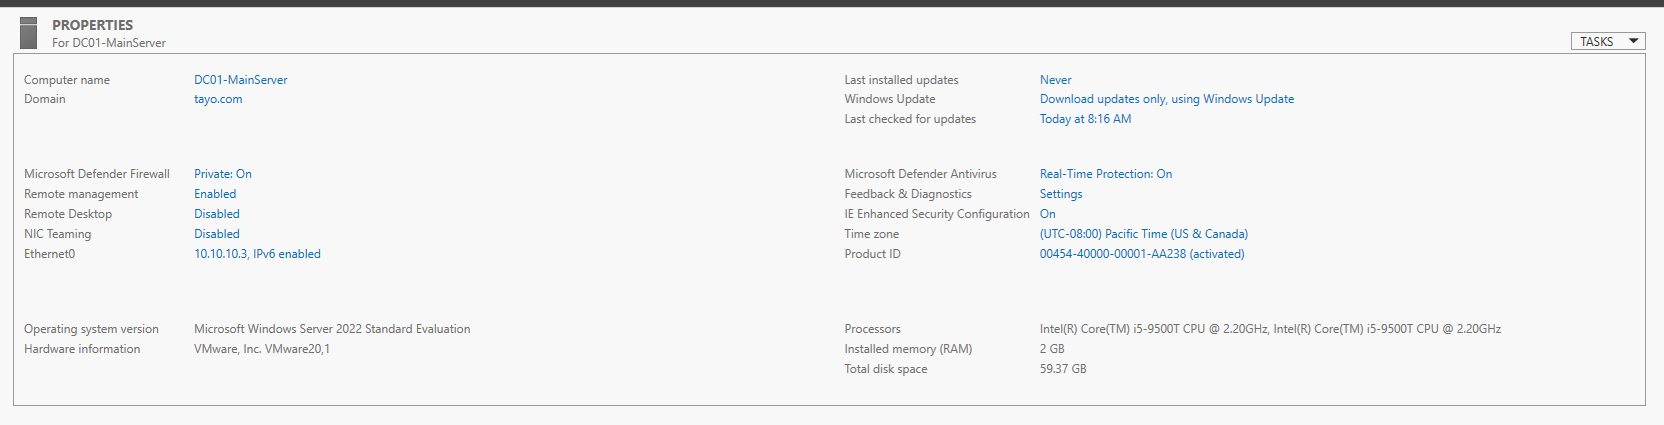 PROPERTIES
For DC01-MainServer
TASKS
Computer name DC01-MainServer
Domain tayo.com
Last installed updates Never
Windows Update Download updates only, using Windows Update
Last checked for updates Today at 8:16 AM
Microsoft Defender Firewall Private: On
Remote management Enabled
Remote Desktop Disabled
NIC Teaming Disabled
Ethernet0 10.10.10.3, IPv6 enabled
Microsoft Defender Antivirus Real-Time Protection: On
Feedback & Diagnostics Settings
IE Enhanced Security Configuration On
Time zone (UTC-08:00) Pacific Time (US & Canada)
Product ID 00454-40000-00001-AA238 (activated)
Operating system version Microsoft Windows Server 2022 Standard Evaluation
Hardware information VMware, Inc. VMware20,1
Processors Intel(R) Core(TM) i5-9500T CPU @ 2.20GHz, Intel(R) Core(TM) i5-9500T CPU @ 2.20GHz
Installed memory (RAM) 2 GB
Total disk space 59.37 GB